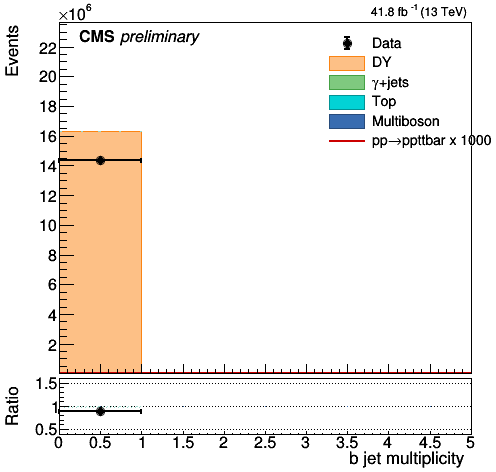 ×10⁶
41.8 fb⁻¹ (13 TeV)
CMS preliminary
Events
22
20
18
16
14
12
10
8
6
4
2
Data
DY
γ+jets
Top
Multiboson
pp→ppttbar x 1000
Ratio
1.5
1
0.5
0 0.5 1 1.5 2 2.5 3 3.5 4 4.5 5
b jet multiplicity